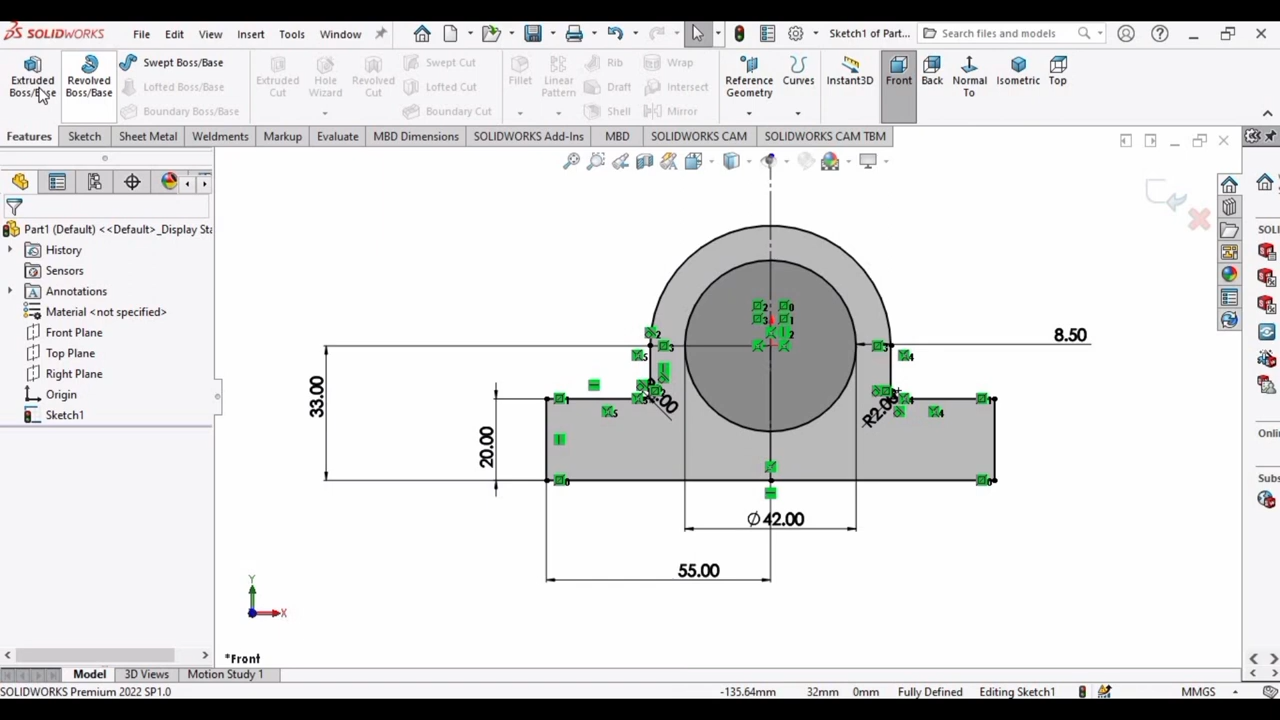 SOLIDWORKS File Edit View Insert Tools Window Sketch1 of Part... Search files and models
Extruded Boss/Base
Revolved Boss/Base
Swept Boss/Base
Lofted Boss/Base
Boundary Boss/Base
Extruded Cut
Hole Wizard
Revolved Cut
Swept Cut
Lofted Cut
Boundary Cut
Fillet
Linear Pattern
Rib
Draft
Shell
Wrap
Intersect
Mirror
Reference Geometry
Curves
Instant3D
Front
Back
Normal To
Isometric
Top
Features Sketch Sheet Metal Weldments Markup Evaluate MBD Dimensions SOLIDWORKS Add-Ins MBD SOLIDWORKS CAM SOLIDWORKS CAM TBM
Part1 (Default) <<Default>_Display Sta
History
Sensors
Annotations
Material <not specified>
Front Plane
Top Plane
Right Plane
Origin
Sketch1
8.50
33.00
20.00
R2.00
∅42.00
55.00
Y
X
*Front
SOLI
Onlin
Subs
Model 3D Views Motion Study 1
SOLIDWORKS Premium 2022 SP1.0 -135.64mm 32mm 0mm Fully Defined Editing Sketch1 MMGS